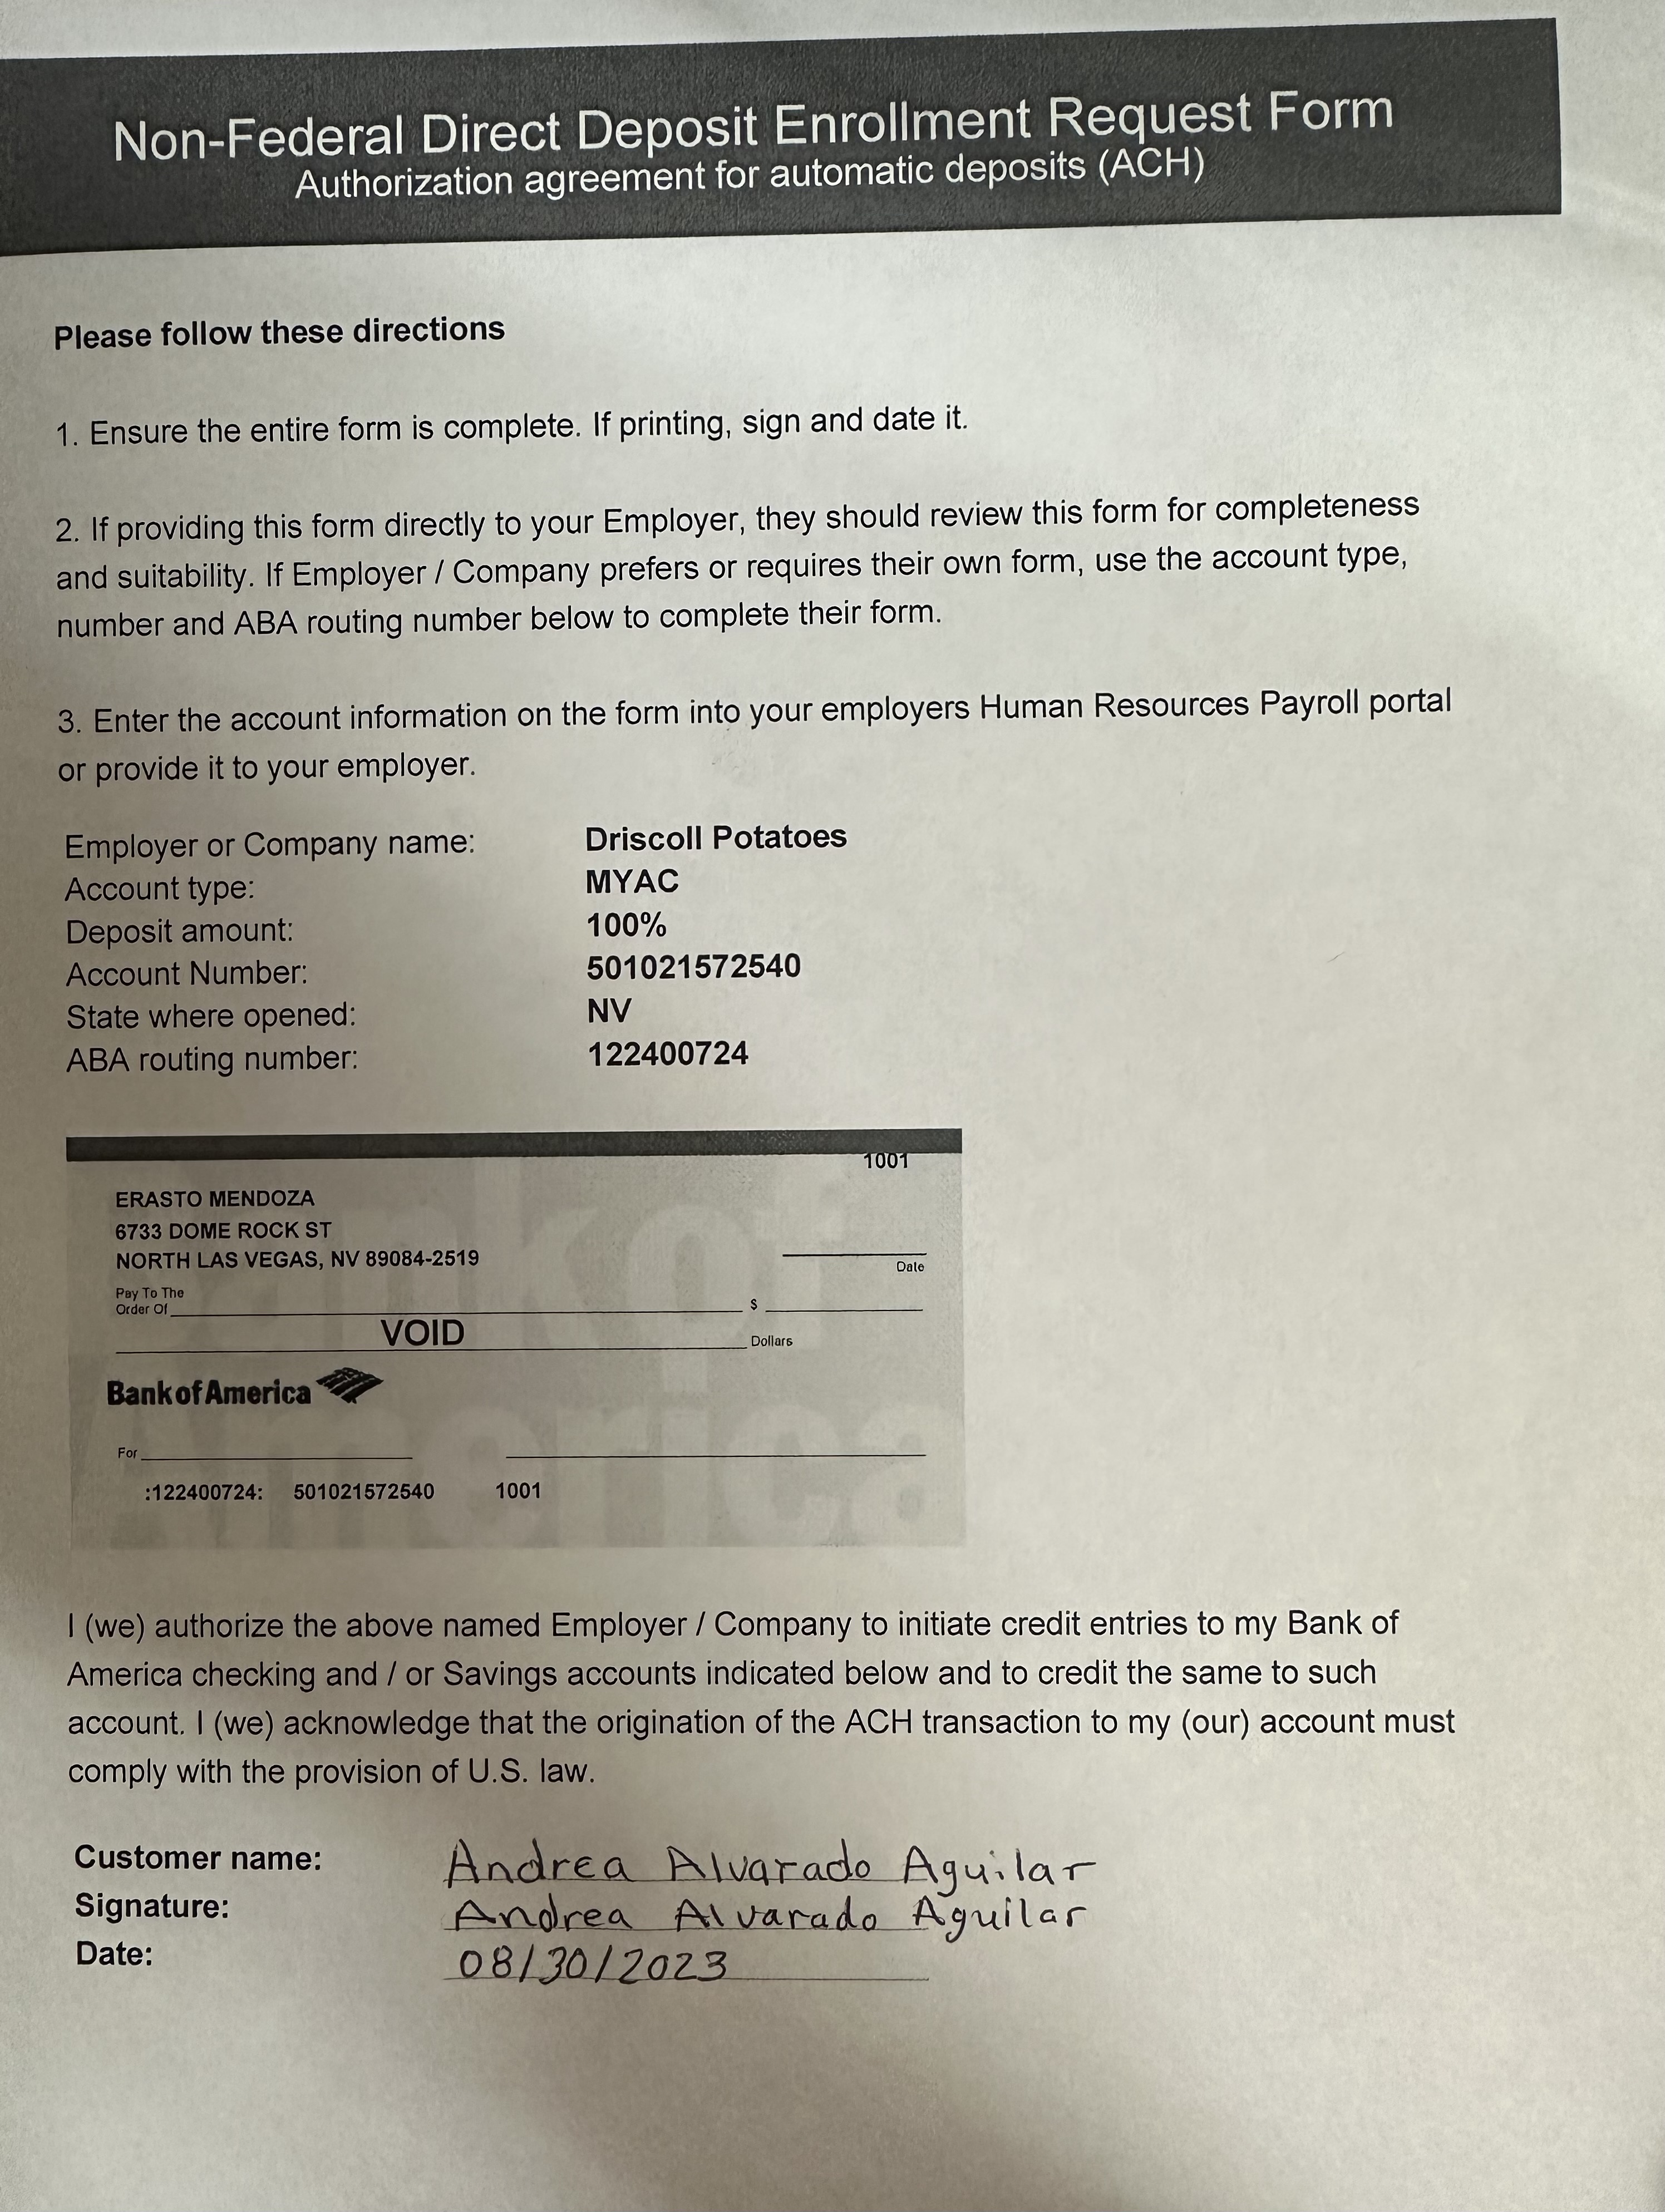 Non-Federal Direct Deposit Enrollment Request Form
Authorization agreement for automatic deposits (ACH)
Please follow these directions
1. Ensure the entire form is complete. If printing, sign and date it.
2. If providing this form directly to your Employer, they should review this form for completeness
and suitability. If Employer / Company prefers or requires their own form, use the account type,
number and ABA routing number below to complete their form.
3. Enter the account information on the form into your employers Human Resources Payroll portal
or provide it to your employer.
Employer or Company name: Driscoll Potatoes
Account type: MYAC
Deposit amount: 100%
Account Number: 501021572540
State where opened: NV
ABA routing number: 122400724
1001
ERASTO MENDOZA
6733 DOME ROCK ST
NORTH LAS VEGAS, NV 89084-2519
Date
Pay To The
Order Of $
VOID Dollars
Bank of America
For
:122400724: 501021572540 1001
I (we) authorize the above named Employer / Company to initiate credit entries to my Bank of
America checking and / or Savings accounts indicated below and to credit the same to such
account. I (we) acknowledge that the origination of the ACH transaction to my (our) account must
comply with the provision of U.S. law.
Customer name: Andrea Alvarado Aguilar
Signature: Andrea Alvarado Aguilar
Date: 08/30/2023